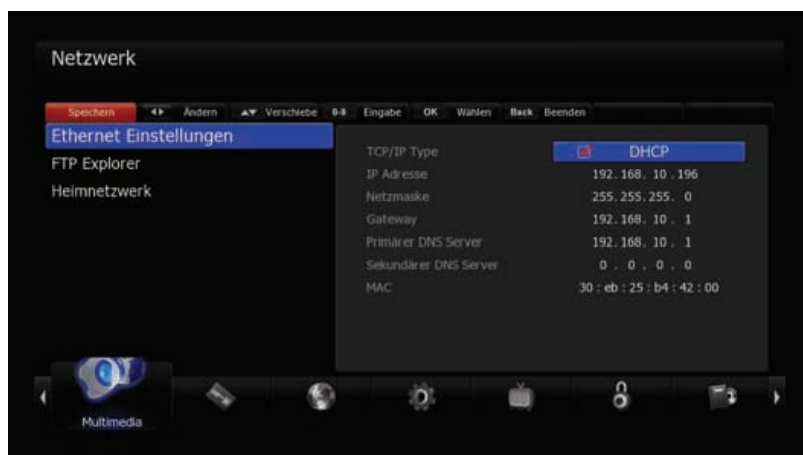 Netzwerk
Speichern Ändern Verschiebe 0-9 Eingabe OK Wählen Back Beenden
Ethernet Einstellungen
FTP Explorer
Heimnetzwerk
TCP/IP Type DHCP
IP Adresse 192.168. 10 .196
Netzmaske 255.255.255. 0
Gateway 192.168. 10 . 1
Primärer DNS Server 192.168. 10 . 1
Sekundärer DNS Server 0 . 0 . 0 . 0
MAC 30 : eb : 25 : b4 : 42 : 00
Multimedia